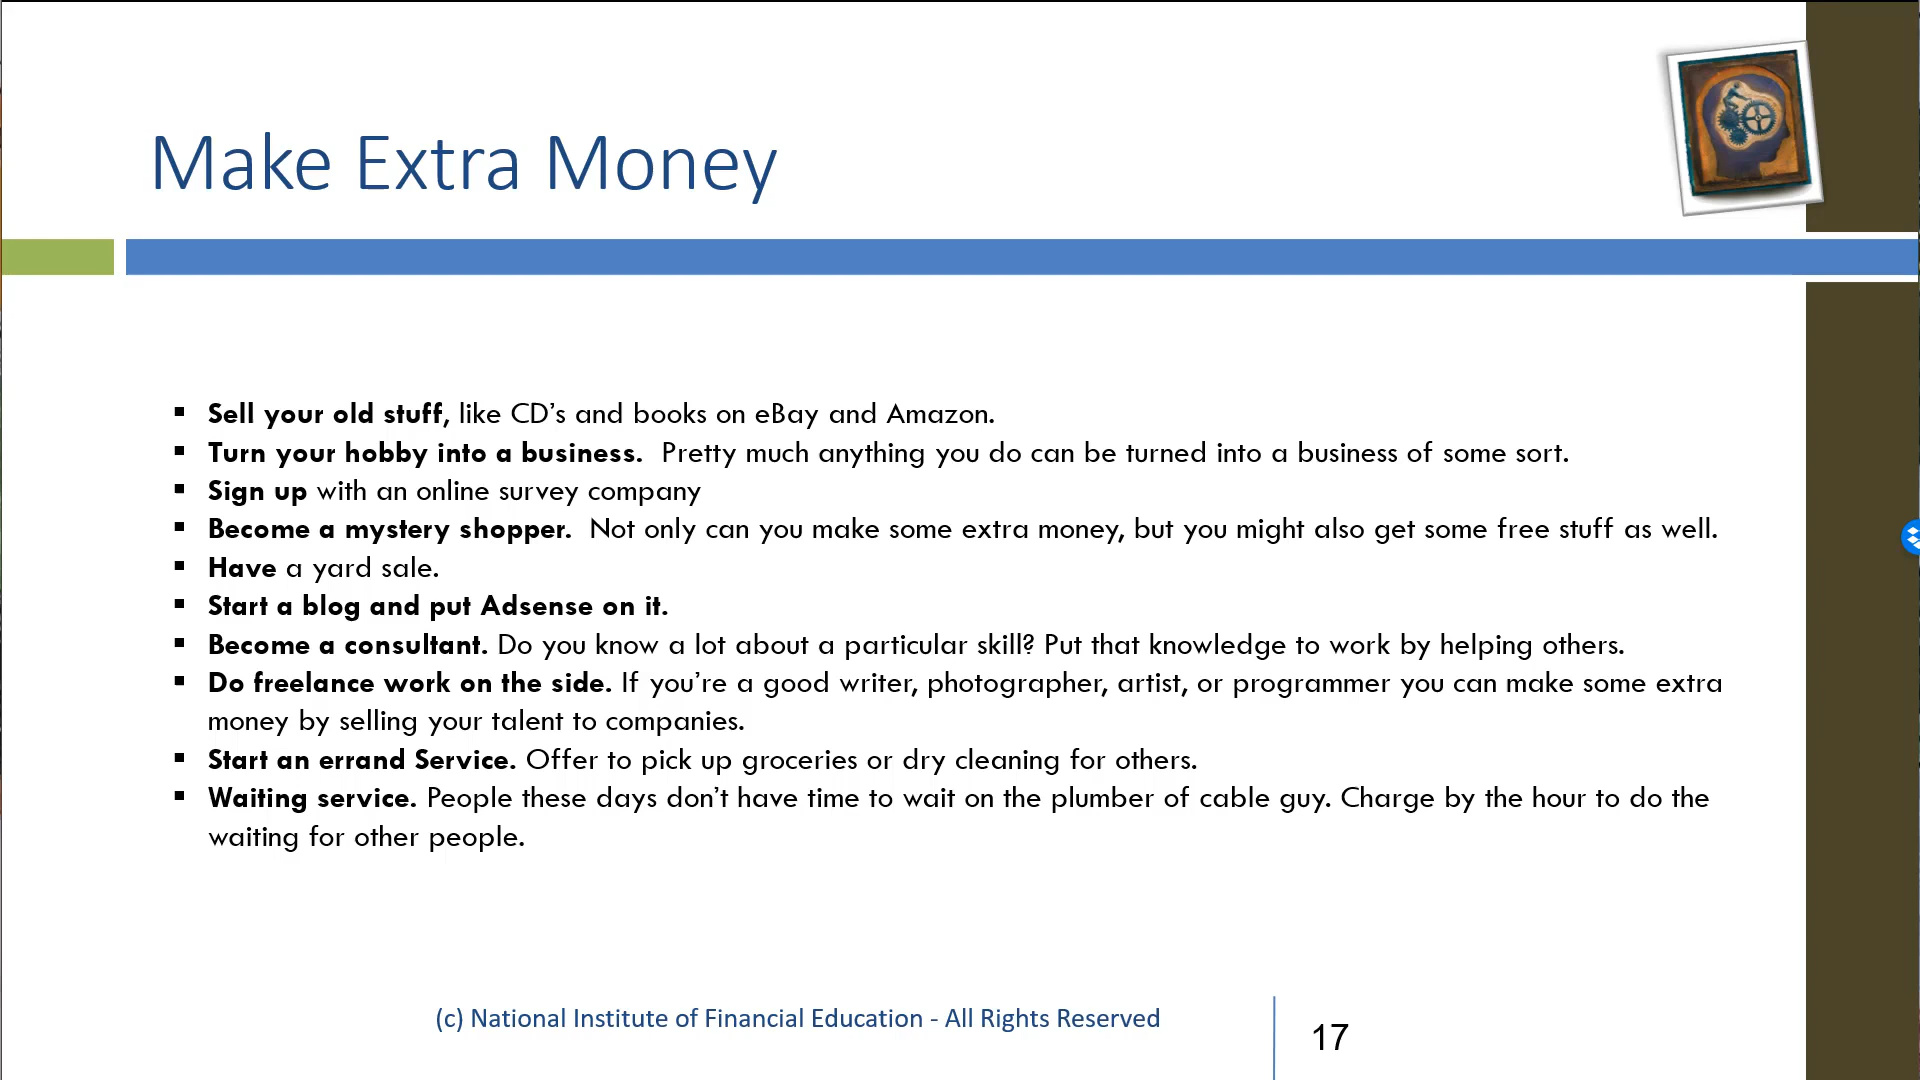 Make Extra Money
▪ Sell your old stuff, like CD’s and books on eBay and Amazon.
▪ Turn your hobby into a business.  Pretty much anything you do can be turned into a business of some sort.
▪ Sign up with an online survey company
▪ Become a mystery shopper.  Not only can you make some extra money, but you might also get some free stuff as well.
▪ Have a yard sale.
▪ Start a blog and put Adsense on it.
▪ Become a consultant. Do you know a lot about a particular skill? Put that knowledge to work by helping others.
▪ Do freelance work on the side. If you’re a good writer, photographer, artist, or programmer you can make some extra
money by selling your talent to companies.
▪ Start an errand Service. Offer to pick up groceries or dry cleaning for others.
▪ Waiting service. People these days don’t have time to wait on the plumber of cable guy. Charge by the hour to do the
waiting for other people.
(c) National Institute of Financial Education - All Rights Reserved
17